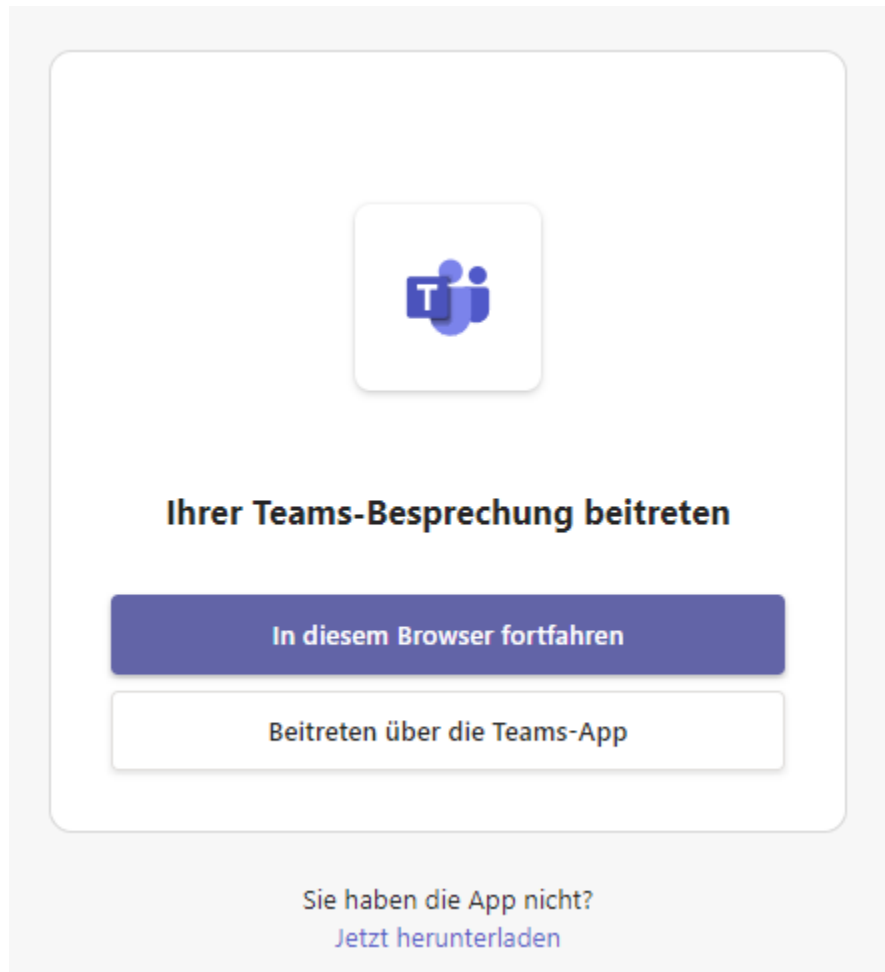 T
Ihrer Teams-Besprechung beitreten
In diesem Browser fortfahren
Beitreten über die Teams-App
Sie haben die App nicht?
Jetzt herunterladen